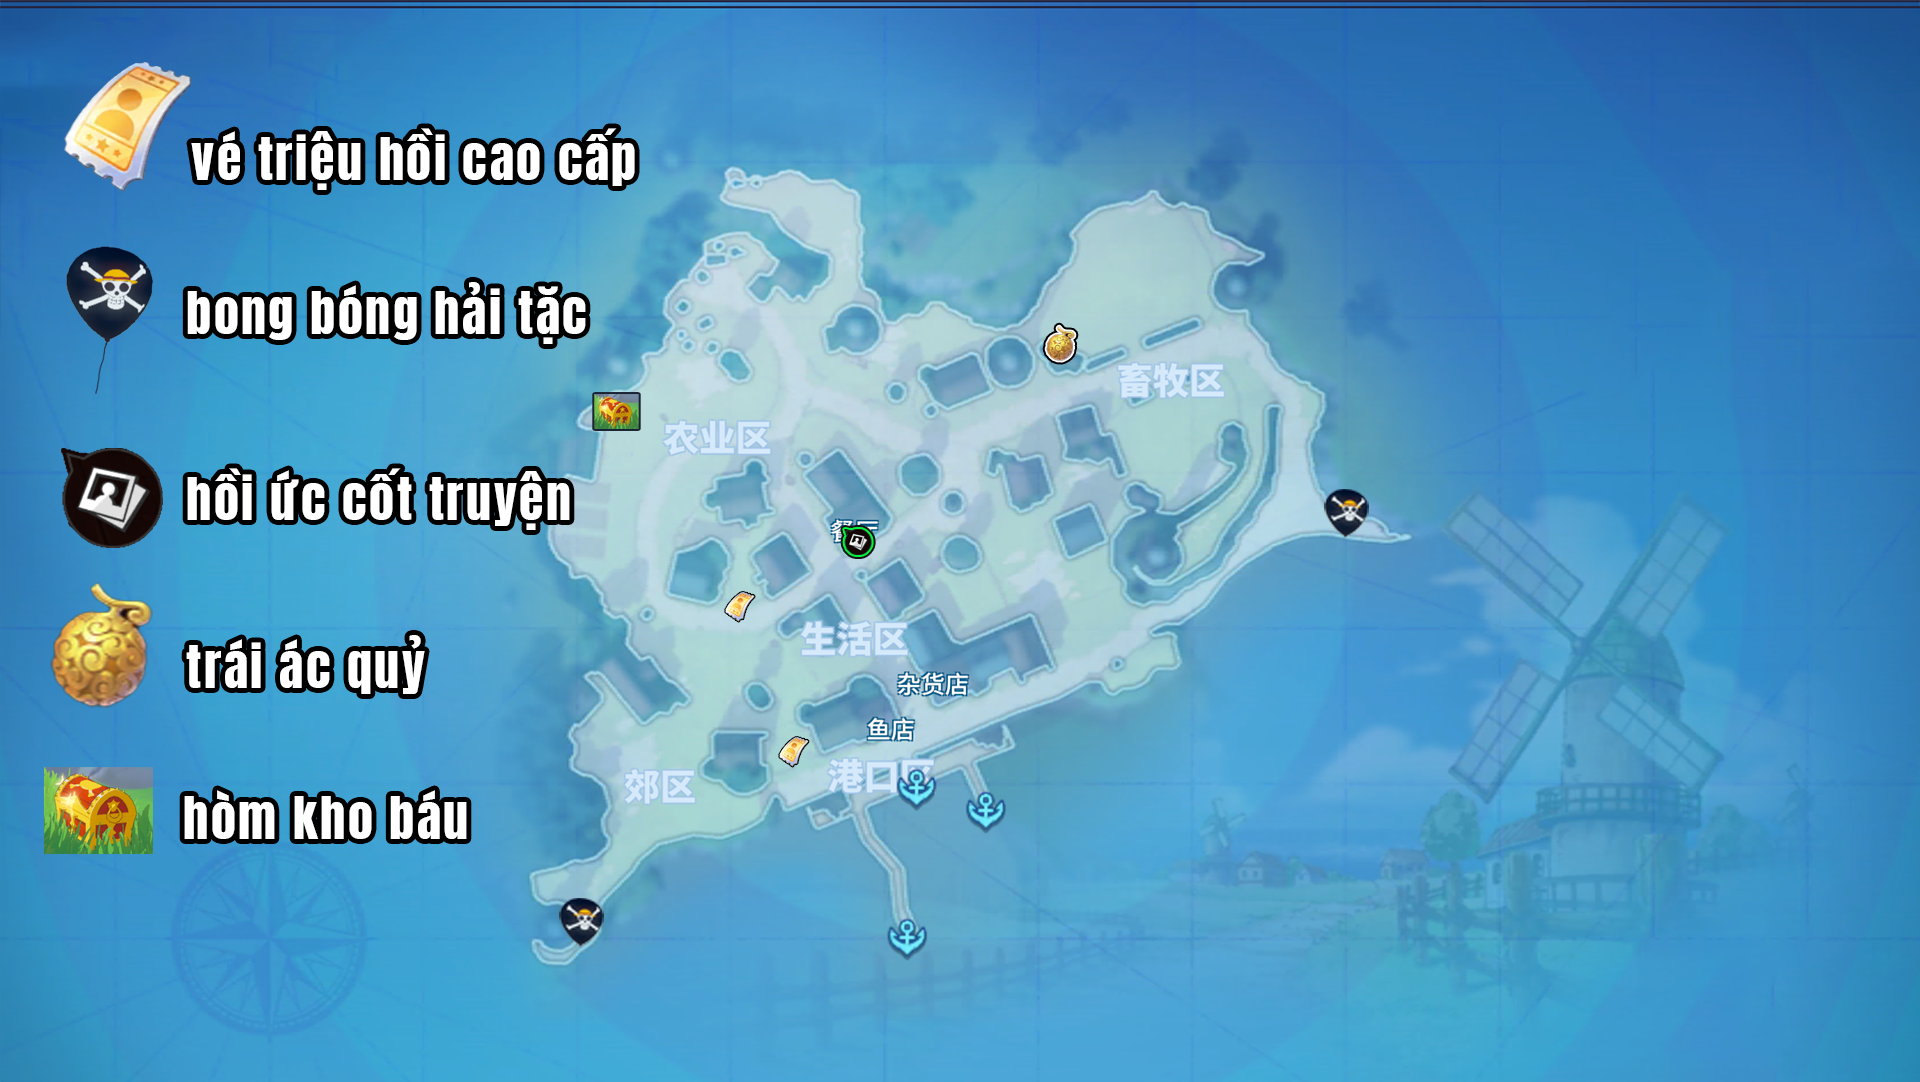 vé triệu hồi cao cấp
bong bóng hải tặc
hồi ức cốt truyện
trái ác quỷ
hòm kho báu
畜牧区
农业区
生活区
杂货店
鱼店
港口区
郊区